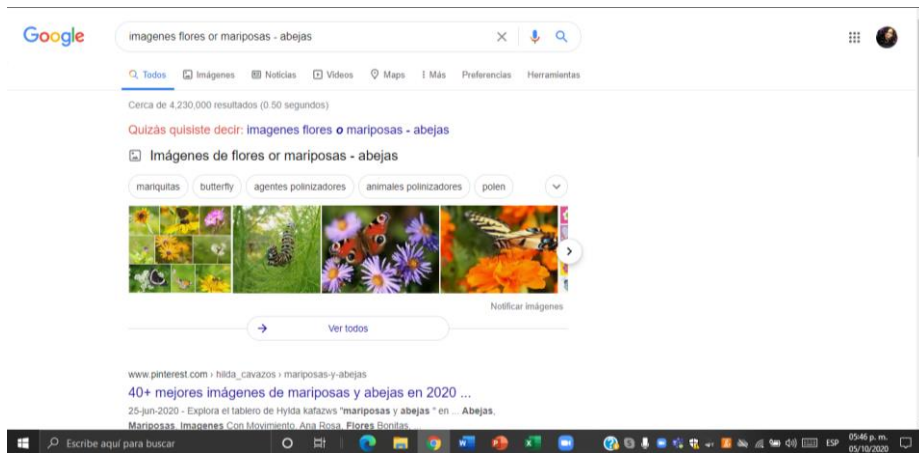 Google
imagenes flores or mariposas - abejas
Todos Imágenes Noticias Videos Maps Más Preferencias Herramientas
Cerca de 4,230,000 resultados (0.50 segundos)
Quizás quisiste decir: imagenes flores o mariposas - abejas
Imágenes de flores or mariposas - abejas
mariquitas butterfly agentes polinizadores animales polinizadores polen
Notificar imágenes
Ver todos
www.pinterest.com › hilda_cavazos › mariposas-y-abejas
40+ mejores imágenes de mariposas y abejas en 2020 ...
25-jun-2020 - Explora el tablero de Hylda kafazws "mariposas y abejas " en ... Abejas,
Mariposas, Imagenes Con Movimiento, Ana Rosa, Flores Bonitas, ...
Escribe aquí para buscar ESP 05:46 p. m.
05/10/2020